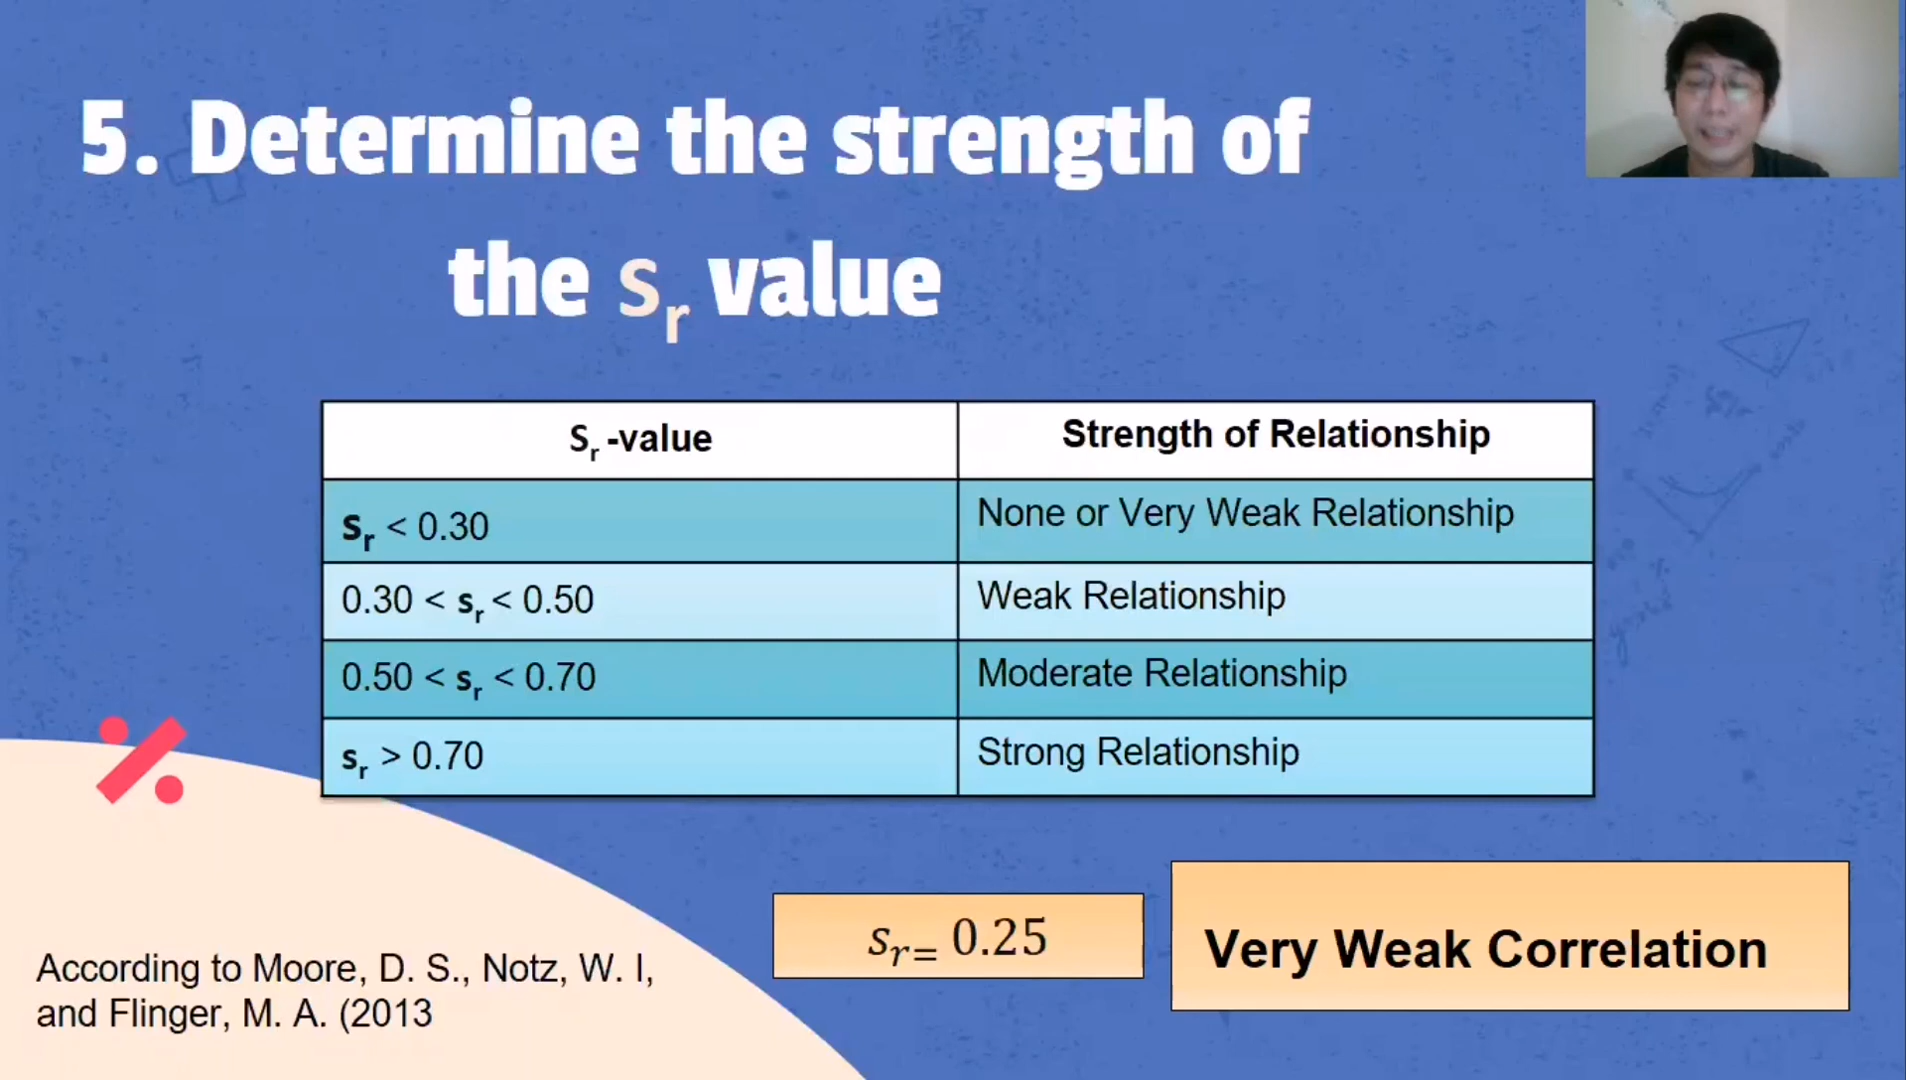 5. Determine the strength of
the sᵣ value
Sᵣ -value
Strength of Relationship
sᵣ < 0.30
None or Very Weak Relationship
0.30 < sᵣ < 0.50
Weak Relationship
0.50 < sᵣ < 0.70
Moderate Relationship
sᵣ > 0.70
Strong Relationship
sᵣ₌ 0.25
Very Weak Correlation
According to Moore, D. S., Notz, W. I,
and Flinger, M. A. (2013